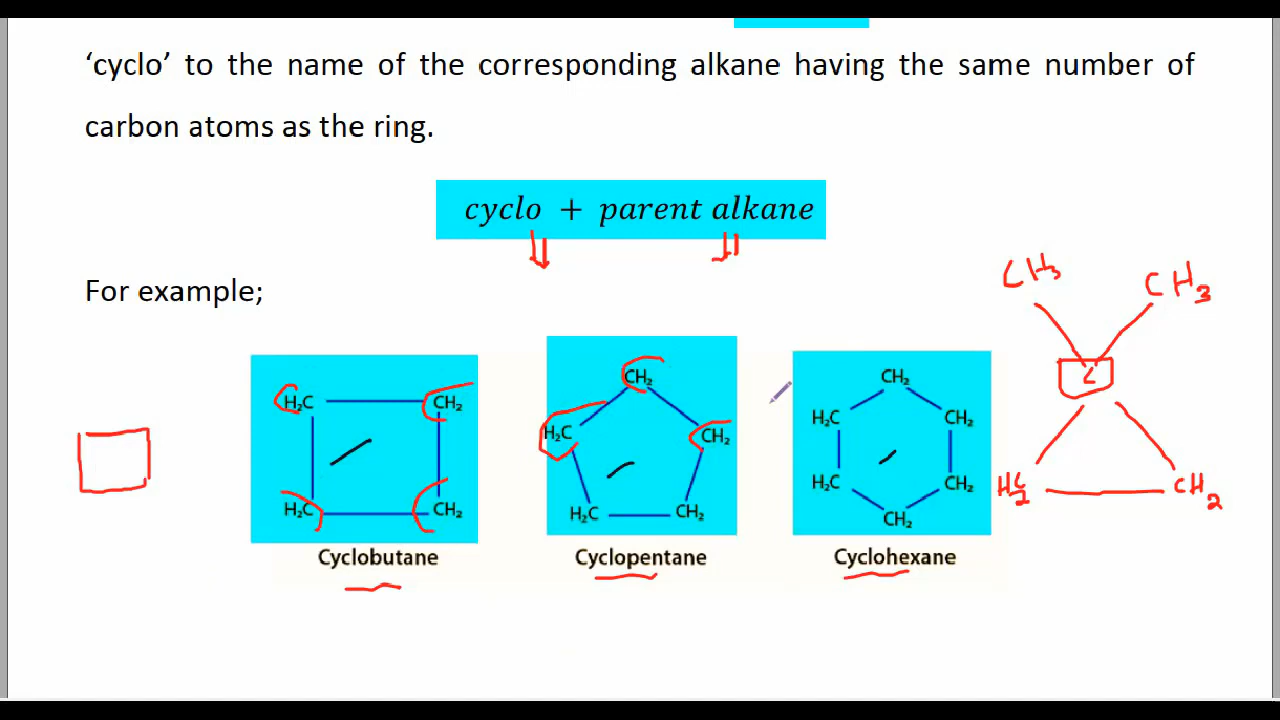 ‘cyclo’ to the name of the corresponding alkane having the same number of
carbon atoms as the ring.
cyclo + parent alkane
For example;
CH3 CH3
C
H2C CH2
H2C CH2
H2C CH2
Cyclobutane
CH2
H2C CH2
H2C CH2
Cyclopentane
CH2
H2C CH2
H2C CH2
CH2
Cyclohexane
H2C CH2